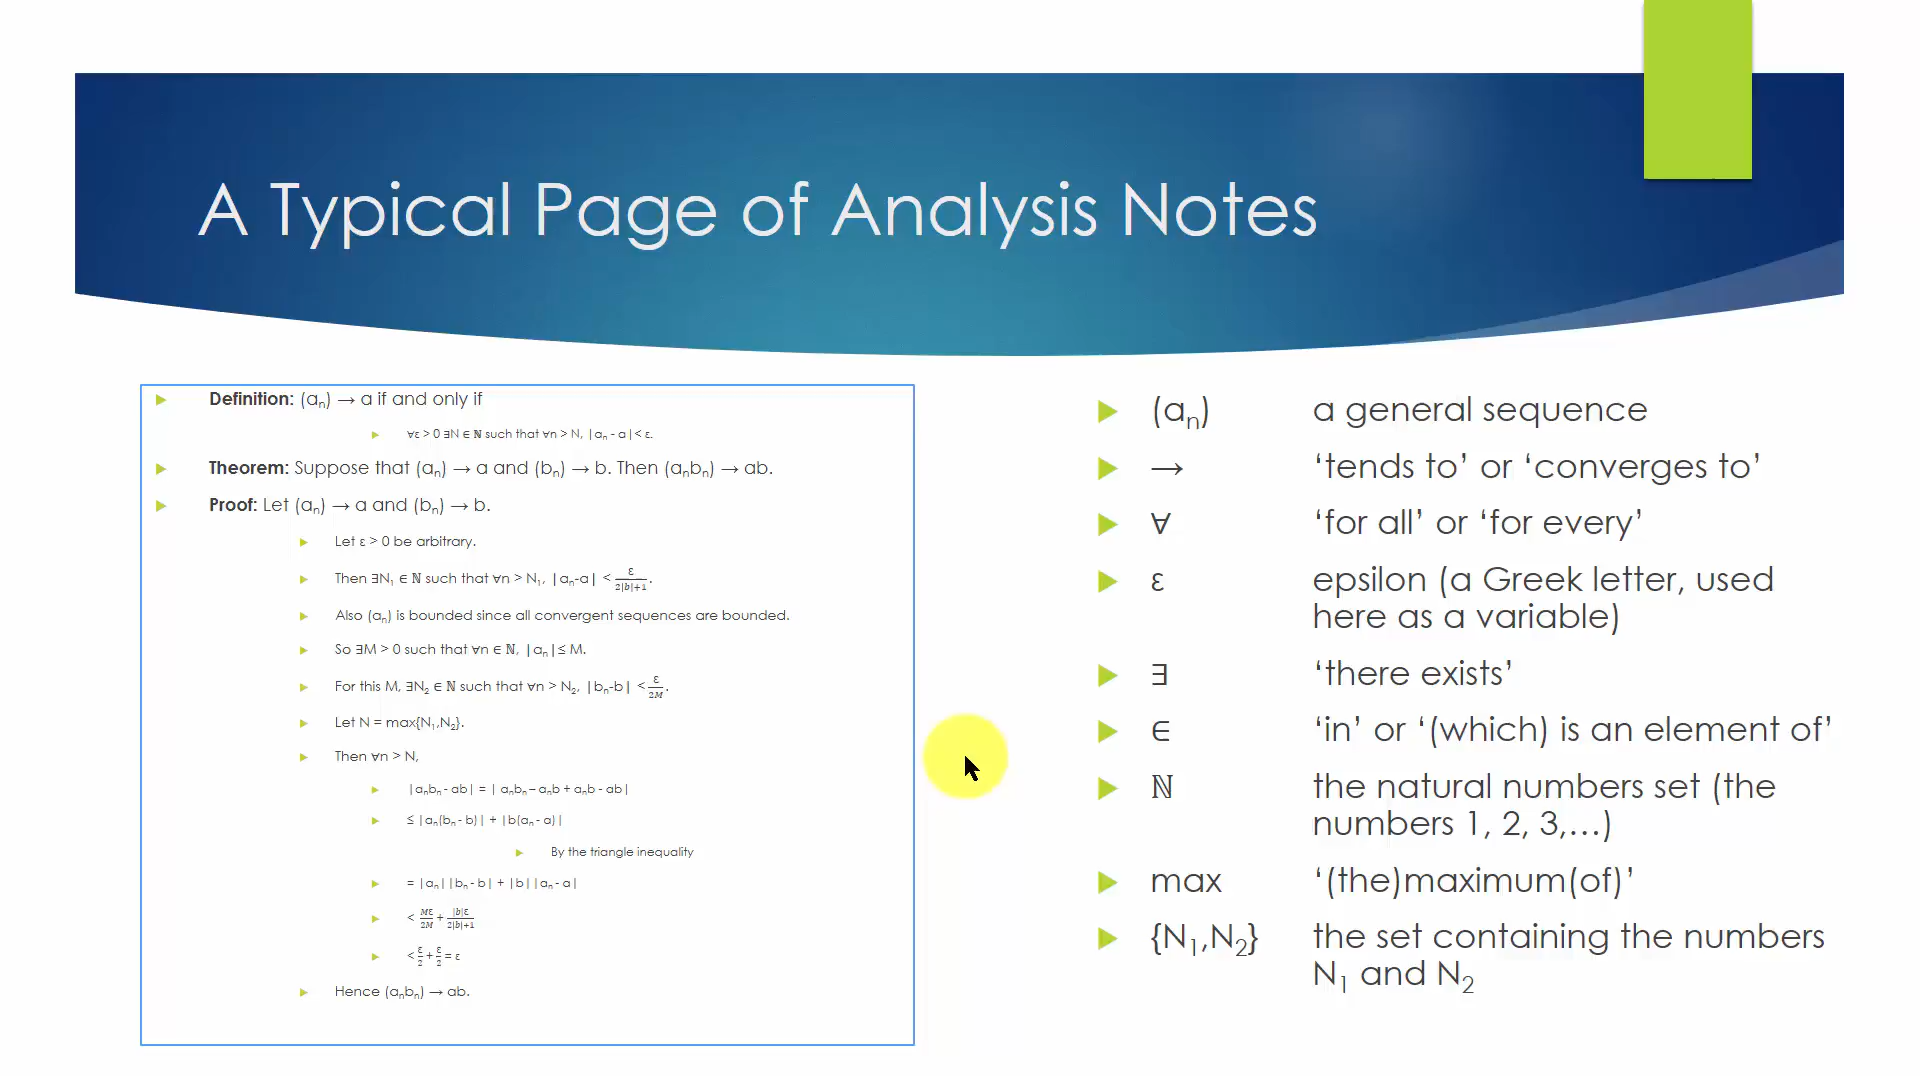 A Typical Page of Analysis Notes
Definition: (aₙ) → a if and only if
∀ε > 0 ∃N ∈ ℕ such that ∀n > N, |aₙ - a|< ε.
Theorem: Suppose that (aₙ) → a and (bₙ) → b. Then (aₙbₙ) → ab.
Proof: Let (aₙ) → a and (bₙ) → b.
Let ε > 0 be arbitrary.
Then ∃N₁ ∈ ℕ such that ∀n > N₁, |aₙ-a| < ε/(2|b|+1).
Also (aₙ) is bounded since all convergent sequences are bounded.
So ∃M > 0 such that ∀n ∈ ℕ, |aₙ|≤ M.
For this M, ∃N₂ ∈ ℕ such that ∀n > N₂, |bₙ-b| < ε/2M.
Let N = max{N₁,N₂}.
Then ∀n > N,
|aₙbₙ - ab| = | aₙbₙ – aₙb + aₙb - ab|
≤ |aₙ(bₙ - b)| + |b(aₙ - a)|
By the triangle inequality
= |aₙ||bₙ - b| + |b||aₙ - a|
< Mε/2M + |b|ε/(2|b|+1)
< ε/2 + ε/2 = ε
Hence (aₙbₙ) → ab.
(aₙ) a general sequence
→ ‘tends to’ or ‘converges to’
∀ ‘for all’ or ‘for every’
ε epsilon (a Greek letter, used
here as a variable)
∃ ‘there exists’
∈ ‘in’ or ‘(which) is an element of’
ℕ the natural numbers set (the
numbers 1, 2, 3,…)
max ‘(the)maximum(of)’
{N₁,N₂} the set containing the numbers
N₁ and N₂